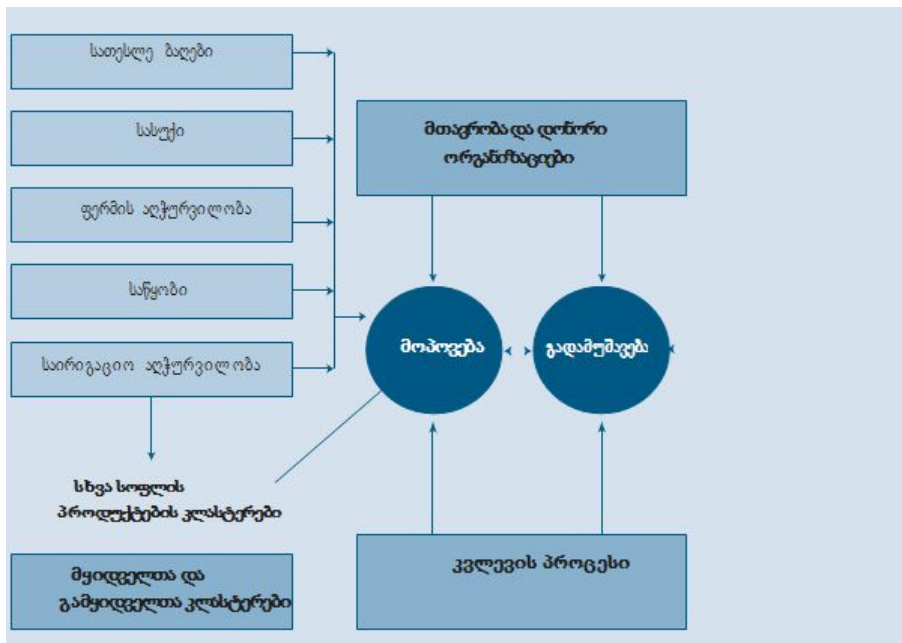 სათესლე ბაღები
სასუქი
ფერმის აღჭურვილობა
საწყობი
საირიგაციო აღჭურვილობა
სხვა სოფლის
პროდუქტების კლასტერები
მყიდველთა და
გამყიდველთა კლასტერები
მთავრობა და დონორი
ორგანიზაციები
მოპოვება
გადამუშავება
კვლევის პროცესი